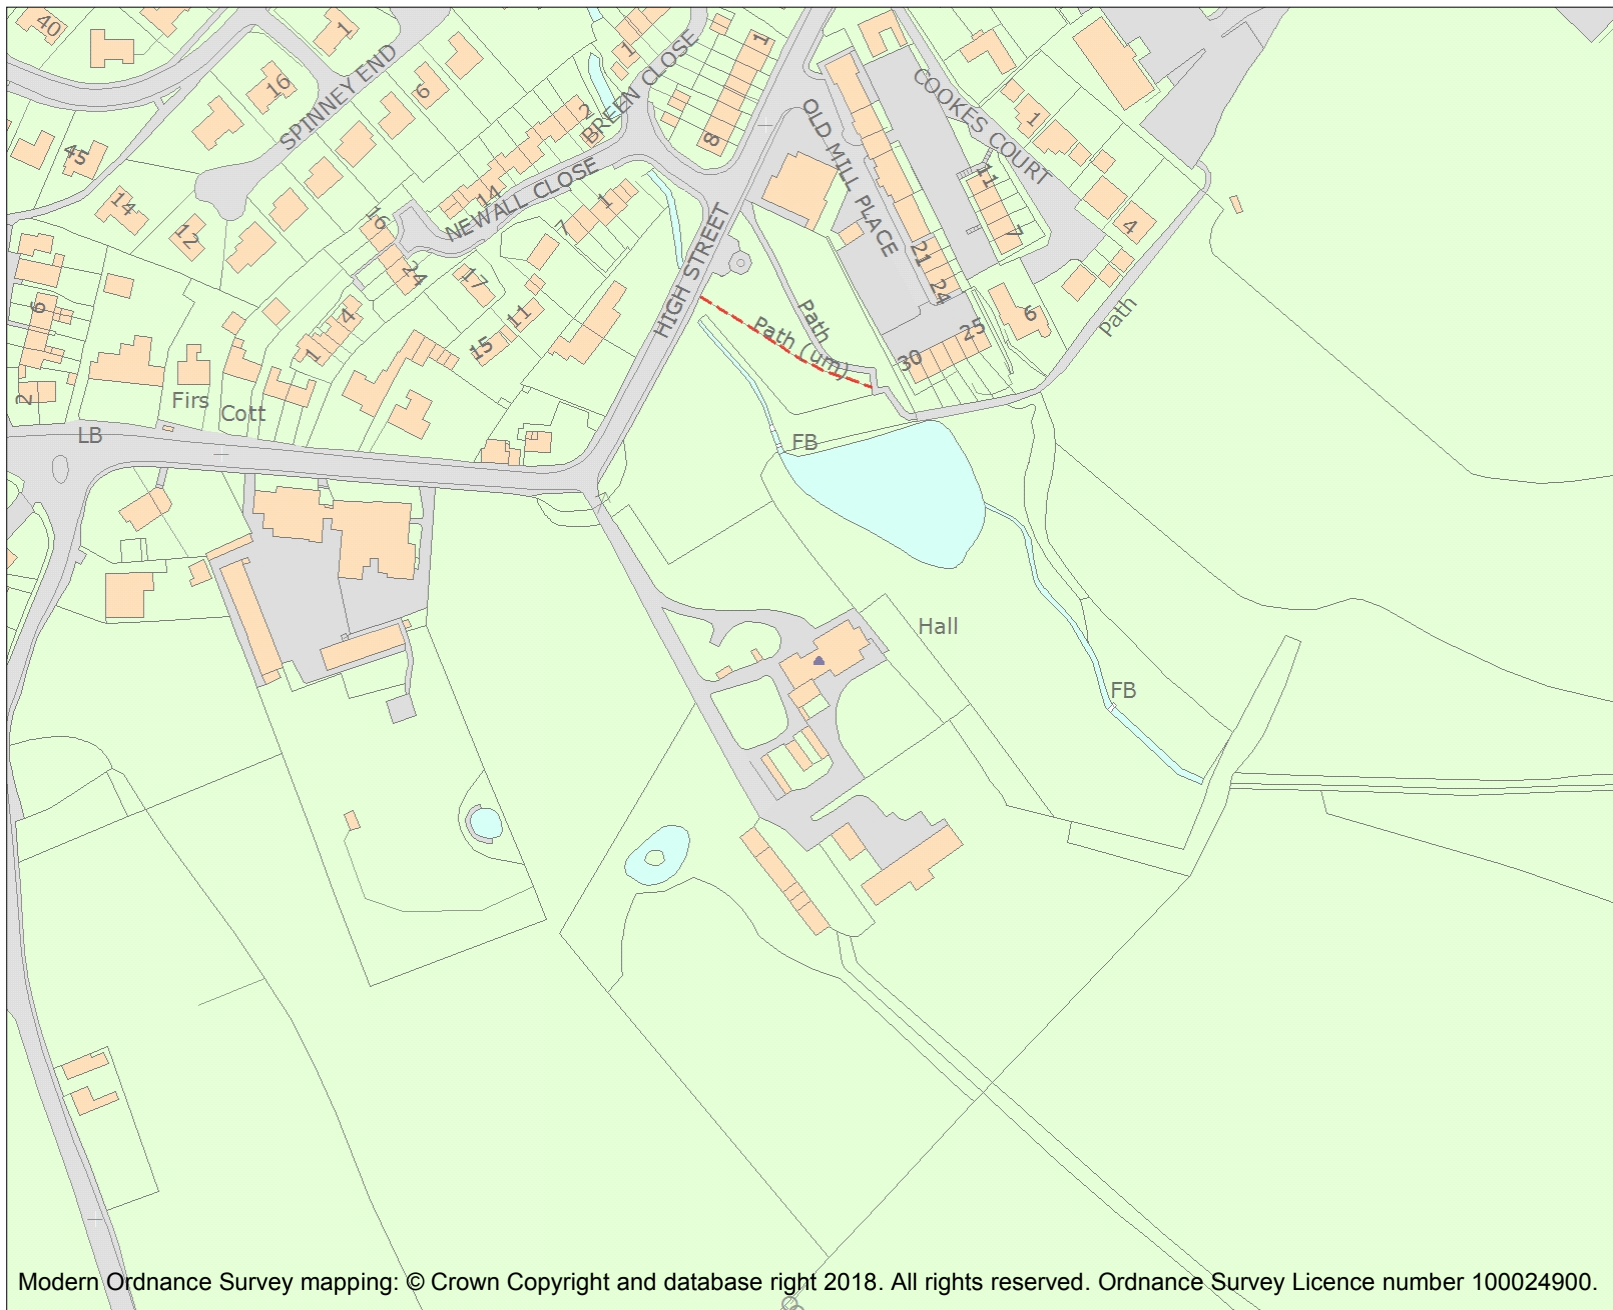 40
1
SPINNEY END
16
6
45
14
12
1
BREEN CLOSE
2
1
8
14
NEWALL CLOSE
16
24
7
1
17
11
15
HIGH STREET
OLD MILL PLACE
COOKES COURT
1
11
7
4
21
24
6
25
30
Path
Path
Path (um)
6
2
4
1
Firs
Cott
LB
FB
Hall
FB
Modern Ordnance Survey mapping: © Crown Copyright and database right 2018. All rights reserved. Ordnance Survey Licence number 100024900.